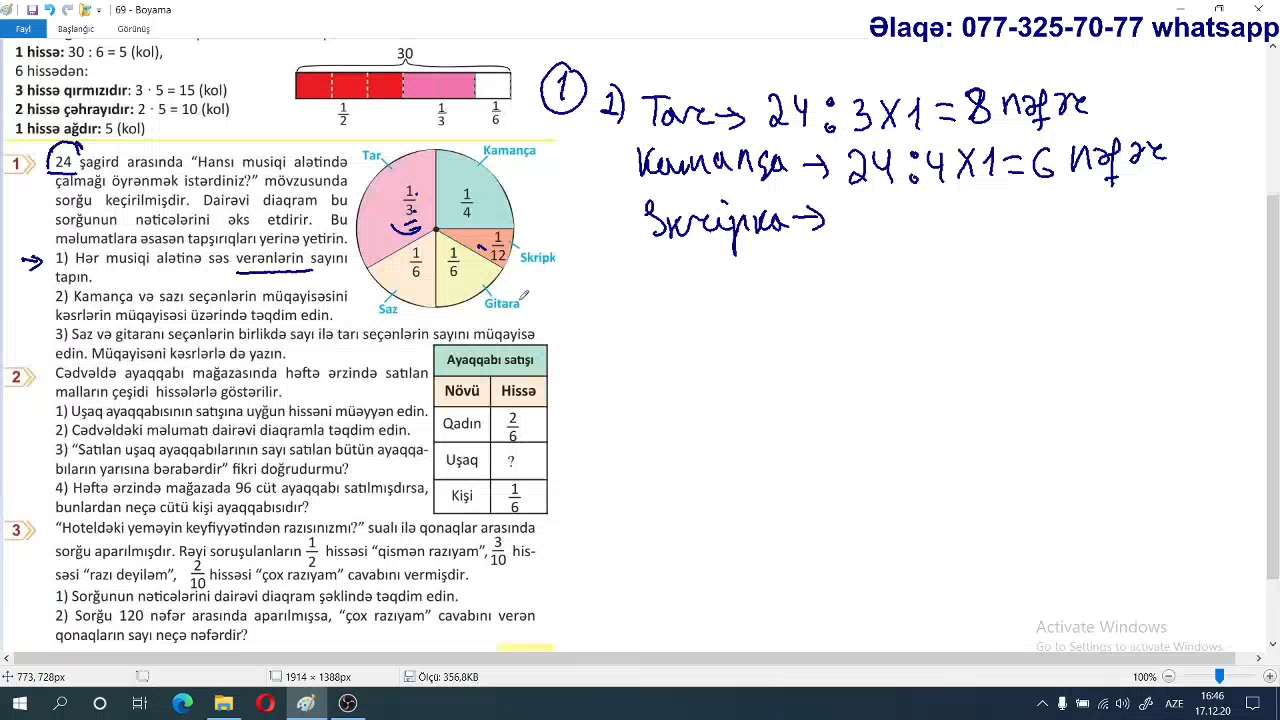 69 - Boyama
Əlaqə: 077-325-70-77 whatsapp
Fayl Başlanğıc Görünüş
1 hissə: 30 : 6 = 5 (kol),
6 hissədən:
3 hissə qırmızıdır: 3 · 5 = 15 (kol)
2 hissə çəhrayıdır: 2 · 5 = 10 (kol)
1 hissə ağdır: 5 (kol)
30
1/2 1/3 1/6
1
1) Tar → 24 : 3 × 1 = 8 nəfər
Kamança → 24 : 4 × 1 = 6 nəfər
Skripka →
1
24 şagird arasında “Hansı musiqi alətində
çalmağı öyrənmək istərdiniz?” mövzusunda
sorğu keçirilmişdir. Dairəvi diaqram bu
sorğunun nəticələrini əks etdirir. Bu
məlumatlara əsasən tapşırıqları yerinə yetirin.
1) Hər musiqi alətinə səs verənlərin sayını
tapın.
2) Kamança və sazı seçənlərin müqayisəsini
kəsrlərin müqayisəsi üzərində təqdim edin.
3) Saz və gitaranı seçənlərin birlikdə sayı ilə tarı seçənlərin sayını müqayisə
edin. Müqayisəni kəsrlərlə də yazın.
Tar
Kamança
1/3
1/4
1/12
Skripk
1/6
1/6
Saz
Gitara
2
Cədvəldə ayaqqabı mağazasında həftə ərzində satılan
malların çeşidi hissələrlə göstərilir.
1) Uşaq ayaqqabısının satışına uyğun hissəni müəyyən edin.
2) Cədvəldəki məlumatı dairəvi diaqramla təqdim edin.
3) “Satılan uşaq ayaqqabılarının sayı satılan bütün ayaqqa-
bıların yarısına bərabərdir” fikri doğrudurmu?
4) Həftə ərzində mağazada 96 cüt ayaqqabı satılmışdırsa,
bunlardan neçə cütü kişi ayaqqabısıdır?
Ayaqqabı satışı
Növü Hissə
Qadın 2/6
Uşaq ?
Kişi 1/6
3
“Hoteldəki yeməyin keyfiyyətindən razısınızmı?” sualı ilə qonaqlar arasında
sorğu aparılmışdır. Rəyi soruşulanların 1/2 hissəsi “qismən razıyam”, 3/10 his-
səsi “razı deyiləm”, 2/10 hissəsi “çox razıyam” cavabını vermişdir.
1) Sorğunun nəticələrini dairəvi diaqram şəklində təqdim edin.
2) Sorğu 120 nəfər arasında aparılmışsa, “çox razıyam” cavabını verən
qonaqların sayı neçə nəfərdir?
Activate Windows
Go to Settings to activate Windows.
773, 728px
1914 × 1388px
Ölçü: 356,8KB
100%
AZE
16:46
17.12.20